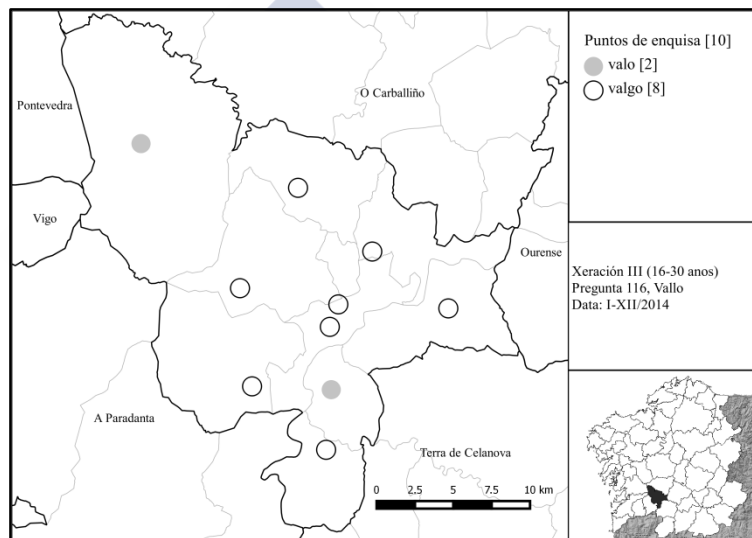 Puntos de enquisa [10]
valo [2]
valgo [8]
O Carballiño
Pontevedra
Vigo
Ourense
Xeración III (16-30 anos)
Pregunta 116, Vallo
Data: I-XII/2014
A Paradanta
Terra de Celanova
0 2.5 5 7.5 10 km